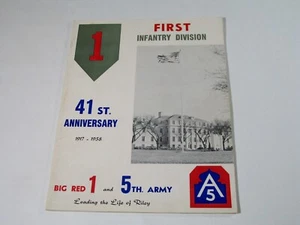 FIRST
INFANTRY DIVISION
1
41 ST.
ANNIVERSARY
1917 - 1958
BIG RED 1 and 5TH. ARMY
Leading the Life of Riley
A
5